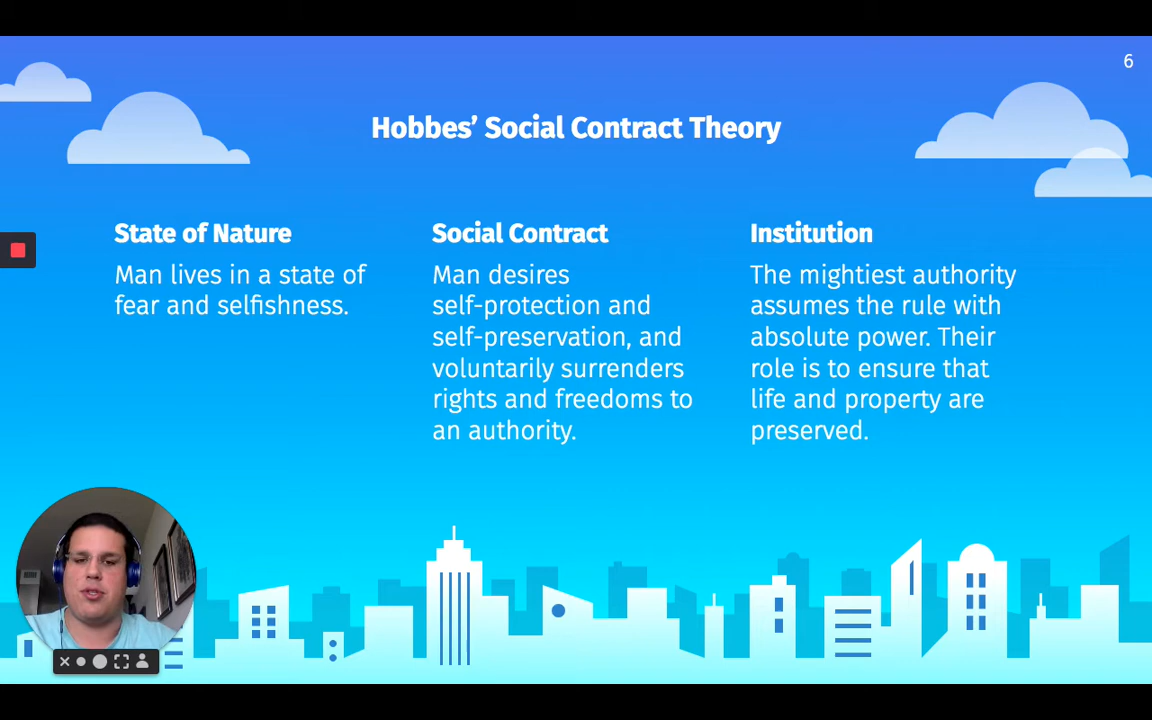 6
Hobbes’ Social Contract Theory
State of Nature
Man lives in a state of
fear and selfishness.
Social Contract
Man desires
self-protection and
self-preservation, and
voluntarily surrenders
rights and freedoms to
an authority.
Institution
The mightiest authority
assumes the rule with
absolute power. Their
role is to ensure that
life and property are
preserved.